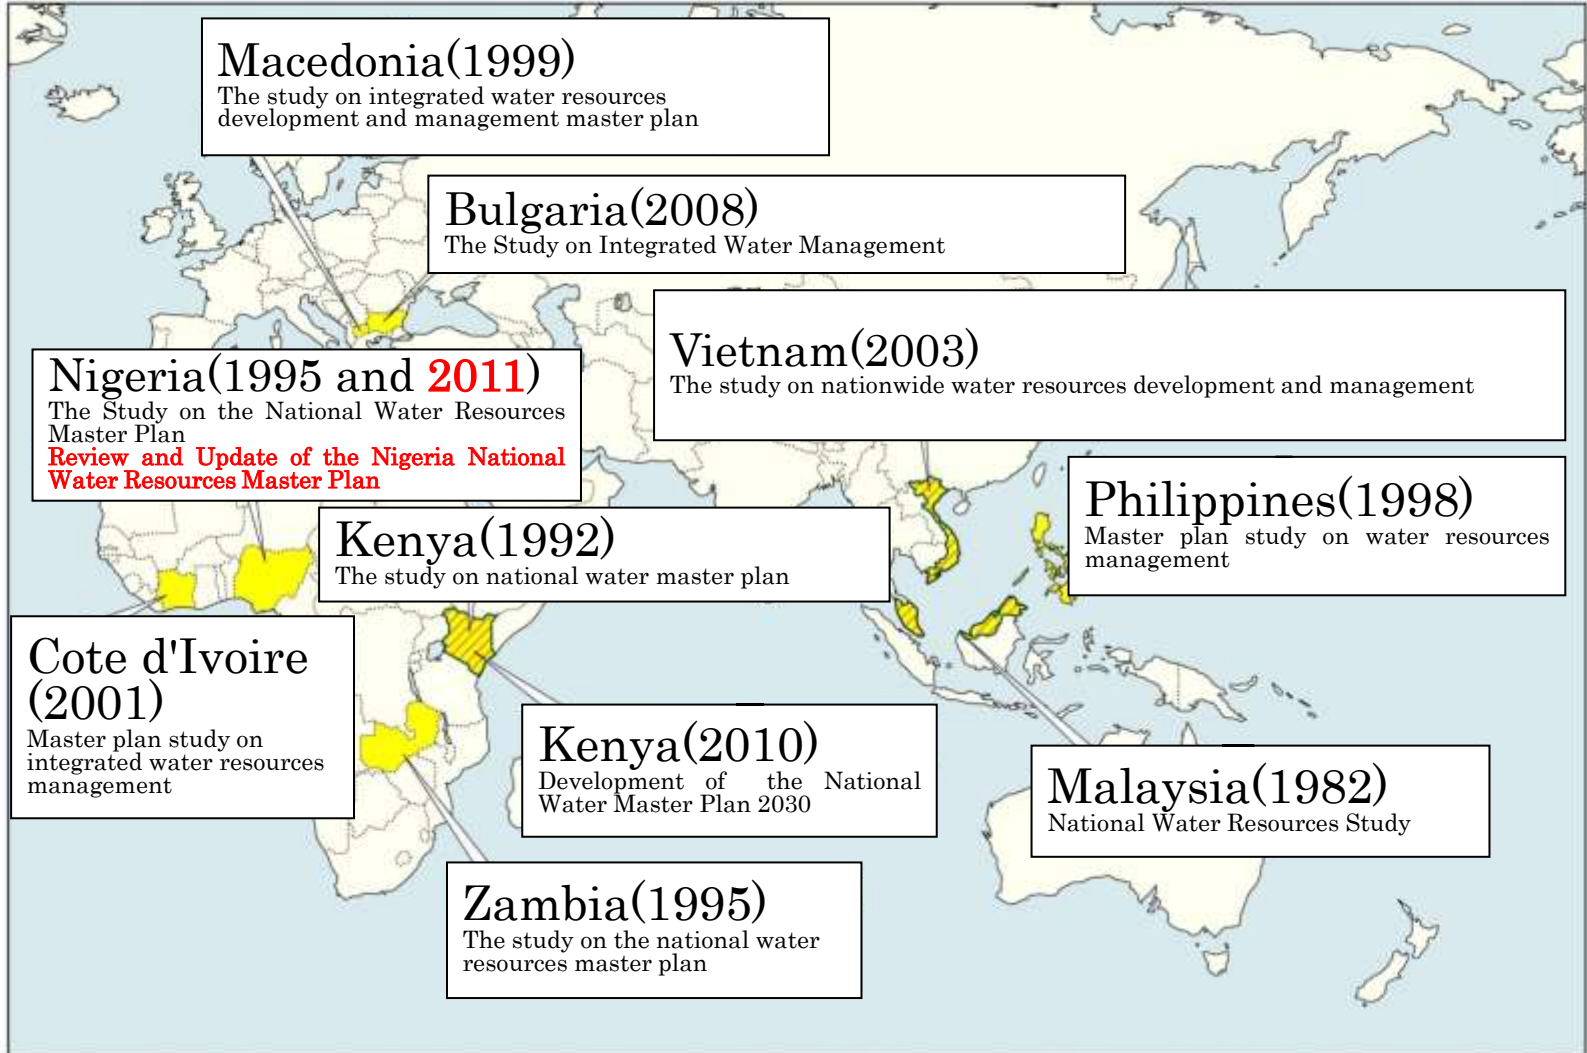 Macedonia(1999)
The study on integrated water resources
development and management master plan
Bulgaria(2008)
The Study on Integrated Water Management
Vietnam(2003)
The study on nationwide water resources development and management
Nigeria(1995 and 2011)
The Study on the National Water Resources
Master Plan
Review and Update of the Nigeria National
Water Resources Master Plan
Philippines(1998)
Master plan study on water resources
management
Kenya(1992)
The study on national water master plan
Cote d'Ivoire
(2001)
Master plan study on
integrated water resources
management
Kenya(2010)
Development of the National
Water Master Plan 2030
Malaysia(1982)
National Water Resources Study
Zambia(1995)
The study on the national water
resources master plan